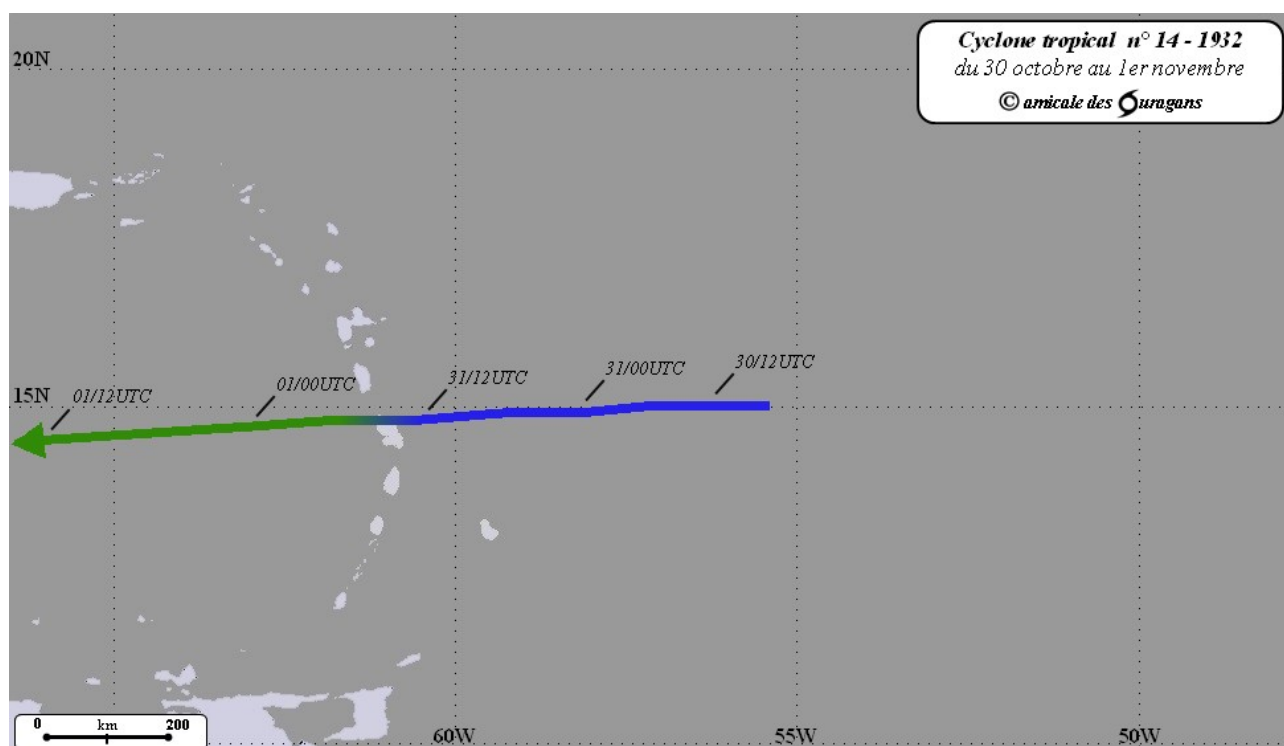 Cyclone tropical n° 14 - 1932
du 30 octobre au 1er novembre
© amicale des Ouragans
20N
15N
01/12UTC
01/00UTC
31/12UTC
31/00UTC
30/12UTC
0 km 200
60W
55W
50W